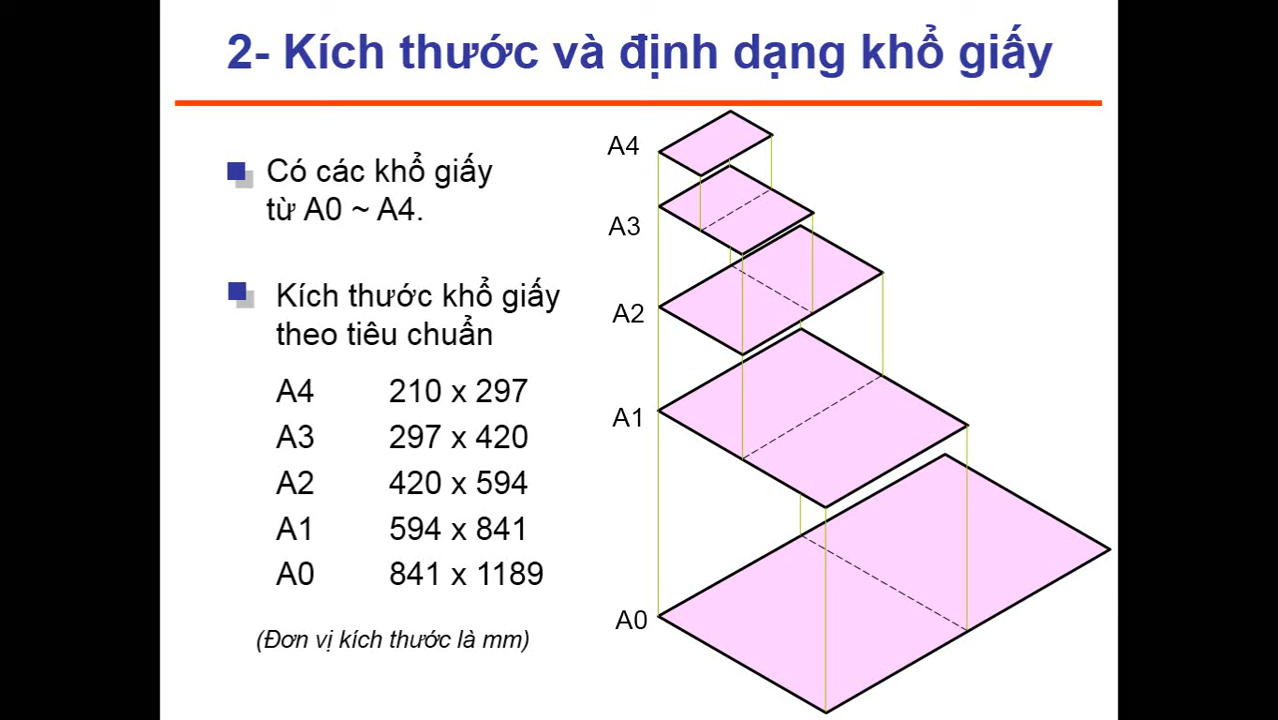 2- Kích thước và định dạng khổ giấy
Có các khổ giấy
từ A0 ~ A4.
Kích thước khổ giấy
theo tiêu chuẩn
A4 210 x 297
A3 297 x 420
A2 420 x 594
A1 594 x 841
A0 841 x 1189
(Đơn vị kích thước là mm)
A4
A3
A2
A1
A0